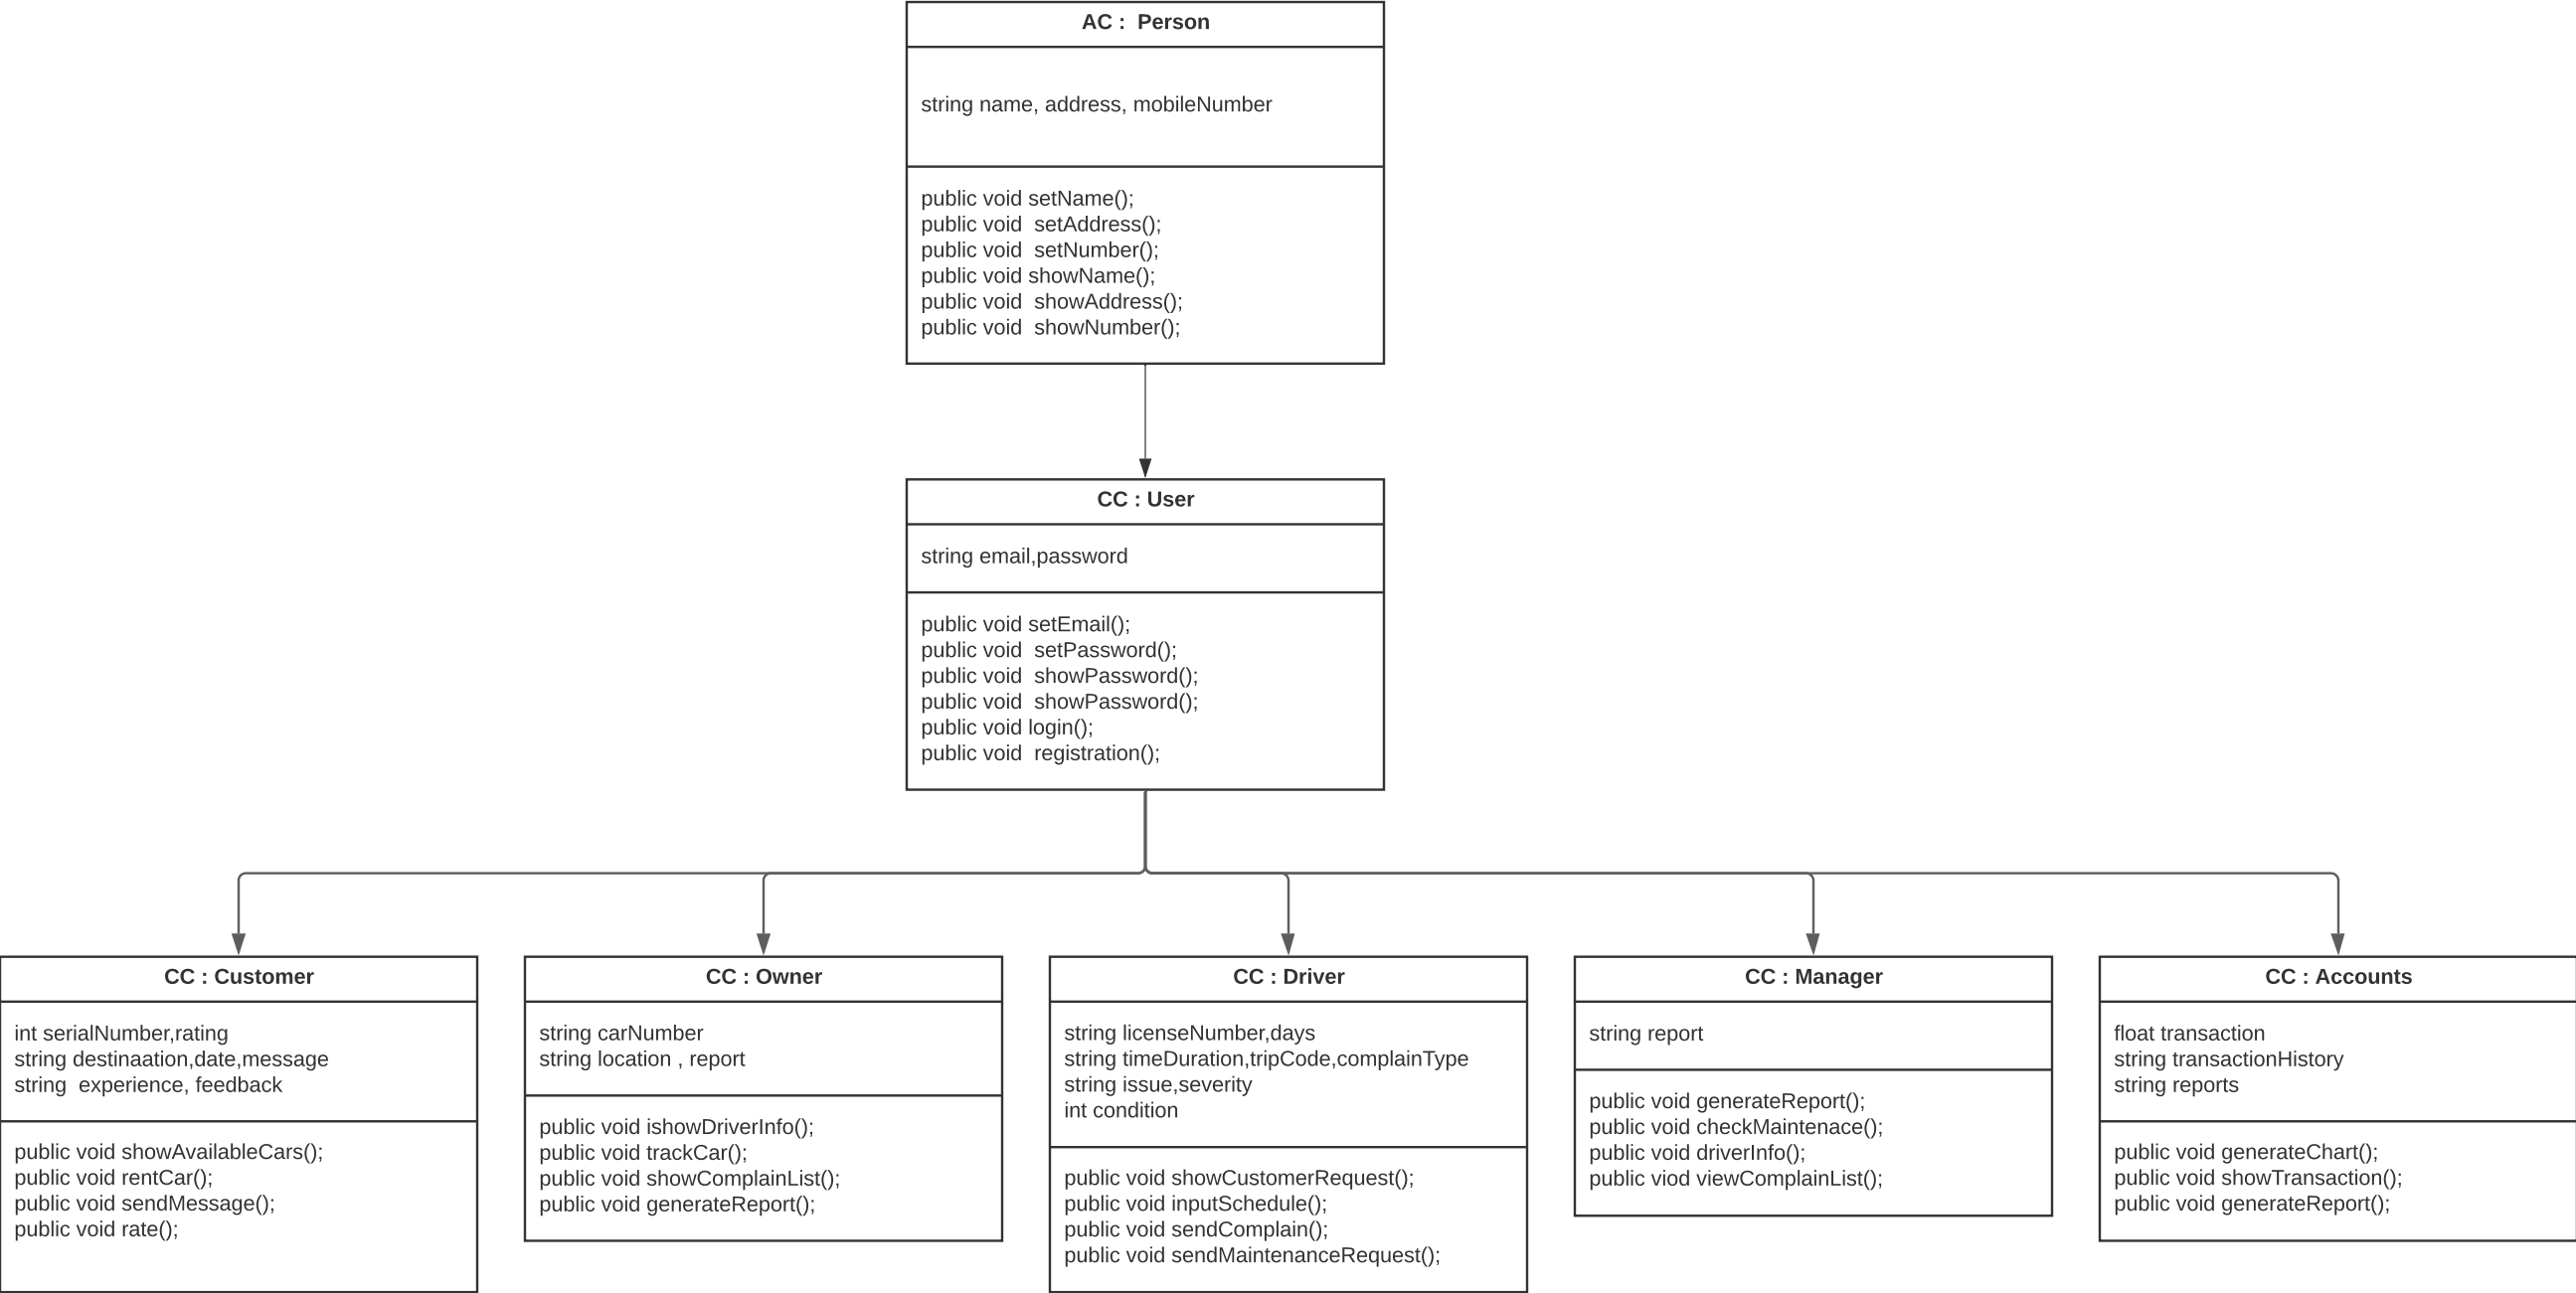 AC :  Person
string name, address, mobileNumber
public void setName();
public void  setAddress();
public void  setNumber();
public void showName();
public void  showAddress();
public void  showNumber();
CC : User
string email,password
public void setEmail();
public void  setPassword();
public void  showPassword();
public void  showPassword();
public void login();
public void  registration();
CC : Customer
int serialNumber,rating
string destinaation,date,message
string  experience, feedback
public void showAvailableCars();
public void rentCar();
public void sendMessage();
public void rate();
CC : Owner
string carNumber
string location , report
public void ishowDriverInfo();
public void trackCar();
public void showComplainList();
public void generateReport();
CC : Driver
string licenseNumber,days
string timeDuration,tripCode,complainType
string issue,severity
int condition
public void showCustomerRequest();
public void inputSchedule();
public void sendComplain();
public void sendMaintenanceRequest();
CC : Manager
string report
public void generateReport();
public void checkMaintenace();
public void driverInfo();
public viod viewComplainList();
CC : Accounts
float transaction
string transactionHistory
string reports
public void generateChart();
public void showTransaction();
public void generateReport();